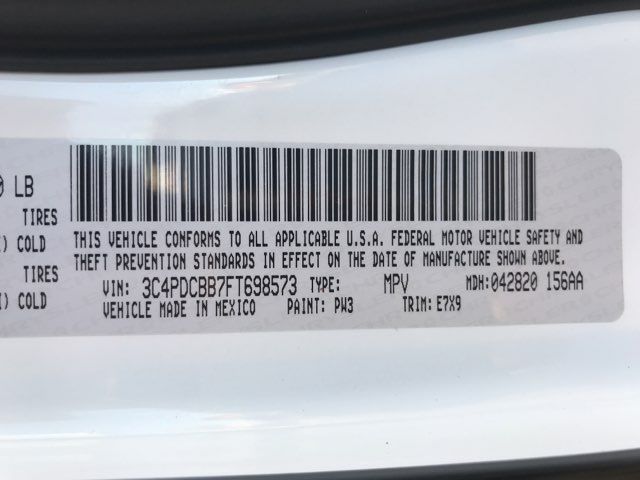 0 LB
TIRES
) COLD
TIRES
) COLD
THIS VEHICLE CONFORMS TO ALL APPLICABLE U.S.A. FEDERAL MOTOR VEHICLE SAFETY AND
THEFT PREVENTION STANDARDS IN EFFECT ON THE DATE OF MANUFACTURE SHOWN ABOVE.
VIN: 3C4PDCBB7FT698573 TYPE: MPV MDH: 042820 156AA
VEHICLE MADE IN MEXICO PAINT: PW3 TRIM: E7X9